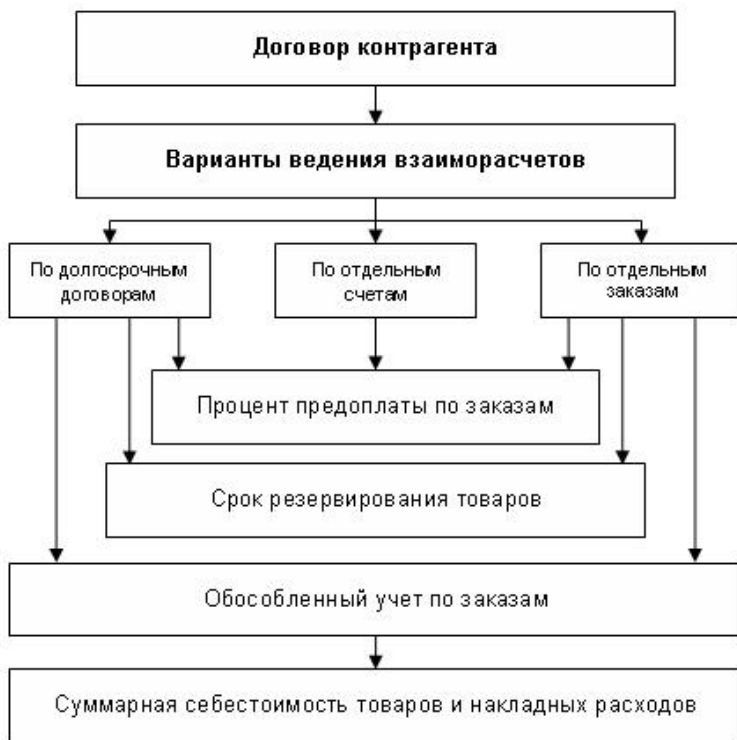 Договор контрагента
Варианты ведения взаиморасчетов
По долгосрочным
договорам
По отдельным
счетам
По отдельным
заказам
Процент предоплаты по заказам
Срок резервирования товаров
Обособленный учет по заказам
Суммарная себестоимость товаров и накладных расходов